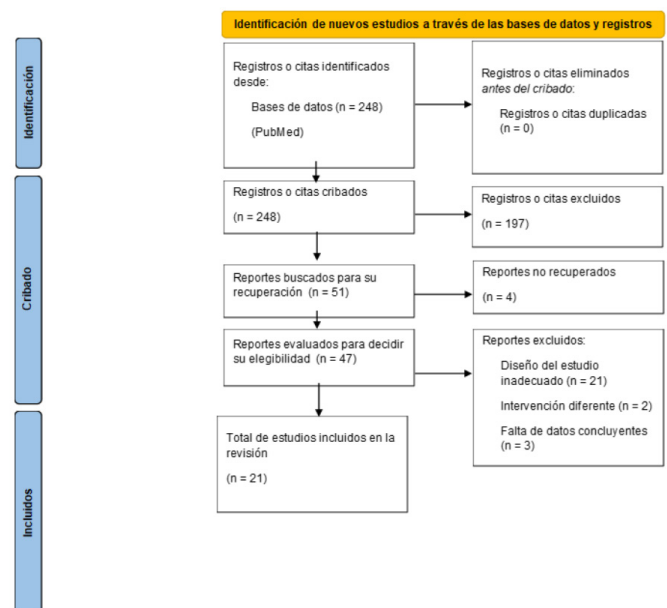 Identificación de nuevos estudios a través de las bases de datos y registros
Identificación
Registros o citas identificados
desde:
Bases de datos (n = 248)
(PubMed)
Registros o citas eliminados
antes del cribado:
Registros o citas duplicadas
(n = 0)
Cribado
Registros o citas cribados
(n = 248)
Registros o citas excluidos
(n = 197)
Reportes buscados para su
recuperación (n = 51)
Reportes no recuperados
(n = 4)
Reportes evaluados para decidir
su elegibilidad (n = 47)
Reportes excluidos:
Diseño del estudio
inadecuado (n = 21)
Intervención diferente (n = 2)
Falta de datos concluyentes
(n = 3)
Incluidos
Total de estudios incluidos en la
revisión
(n = 21)